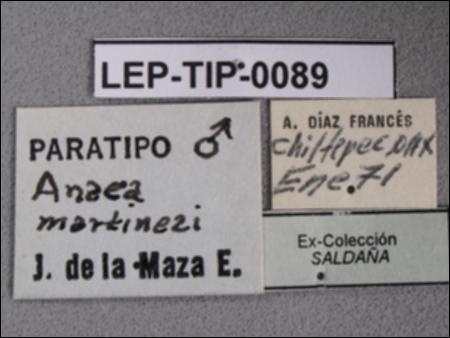 LEP-TIP-0089
PARATIPO ♂
Anaea
martinezi
J. de la Maza E.
A. DÍAZ FRANCÉS
Chiltepec, OAX
Ene. 71
Ex-Colección
SALDAÑA